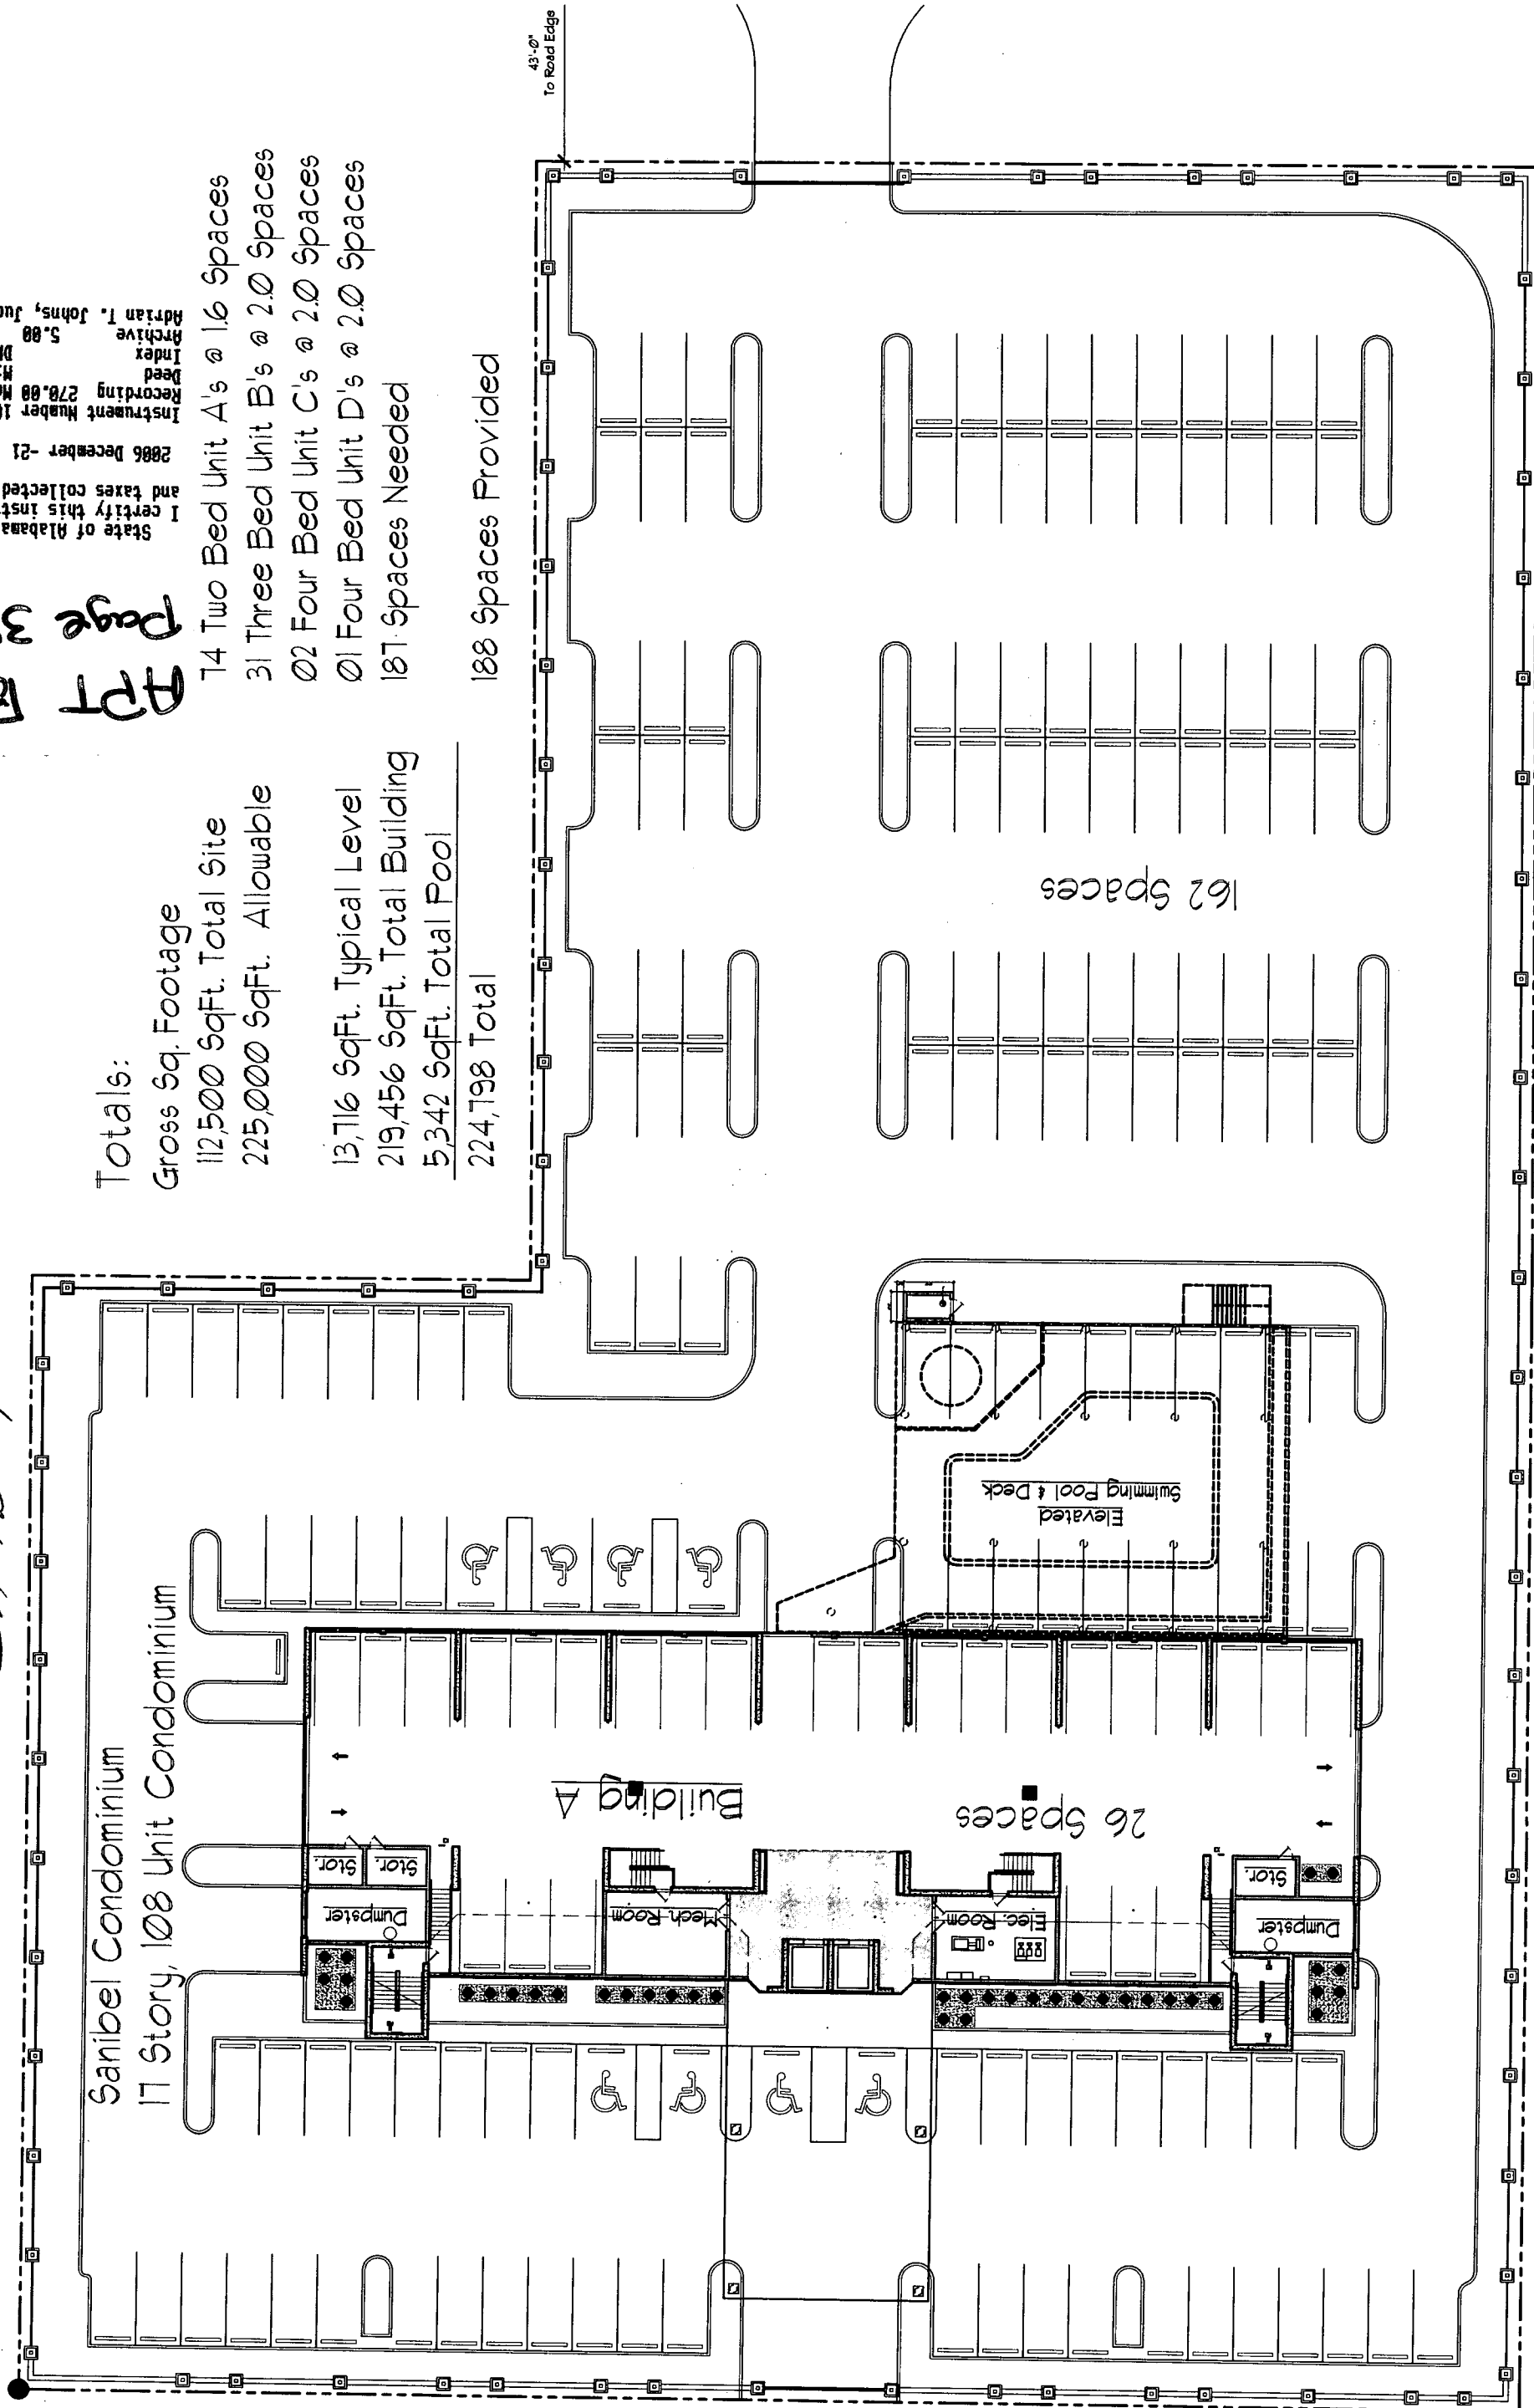 43'-0"
To Road Edge
State of Alabama
I certify this inst
and taxes collected
2006 December -21
Instrument Number
Recording 270.00
Deed
Index
Archive 5.00
Adrian T. Johns,
APT
Page 3
74 Two Bed Unit A's @ 1.6 Spaces
31 Three Bed Unit B's @ 2.0 Spaces
02 Four Bed Unit C's @ 2.0 Spaces
01 Four Bed Unit D's @ 2.0 Spaces
187 Spaces Needed
188 Spaces Provided
Totals:
Gross Sq. Footage
112,500 SqFt. Total Site
225,000 SqFt. Allowable
13,716 SqFt. Typical Level
219,456 SqFt. Total Building
5,342 SqFt. Total Pool
224,798 Total
162 Spaces
Sanibel Condominium
17 Story, 108 Unit Condominium
Elevated
Swimming Pool & Deck
Building A
26 Spaces
Stor.
Stor.
Dumpster
Mech. Room
Elec. Room
Stor.
Dumpster